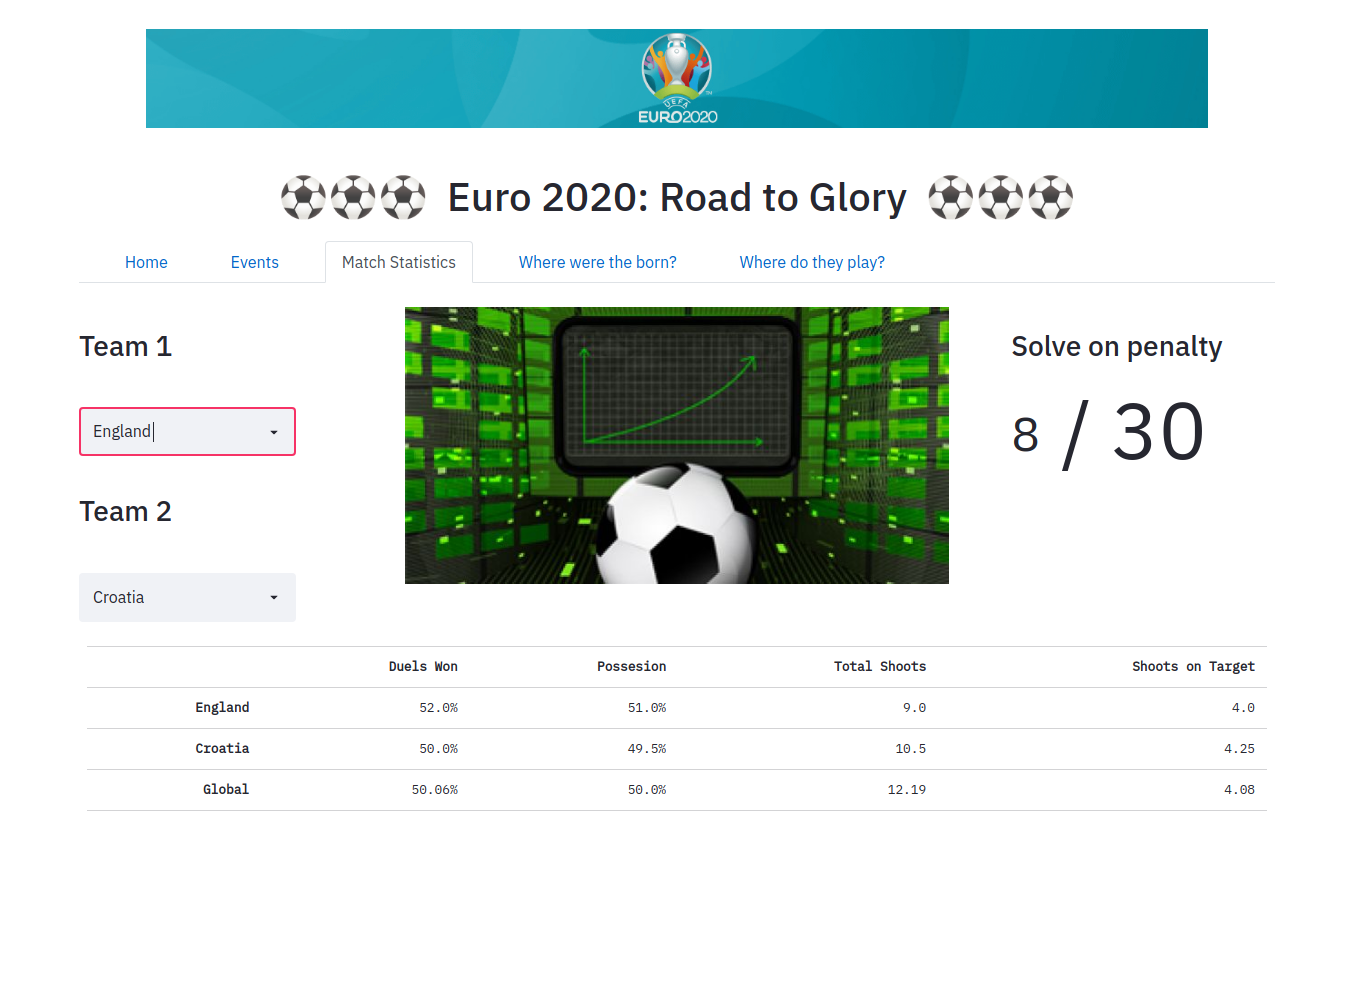 UEFA
EURO2020
Euro 2020: Road to Glory
Home Events Match Statistics Where were the born? Where do they play?
Team 1
England
Team 2
Croatia
Solve on penalty
8 / 30
Duels Won Possesion Total Shoots Shoots on Target
England 52.0% 51.0% 9.0 4.0
Croatia 50.0% 49.5% 10.5 4.25
Global 50.06% 50.0% 12.19 4.08